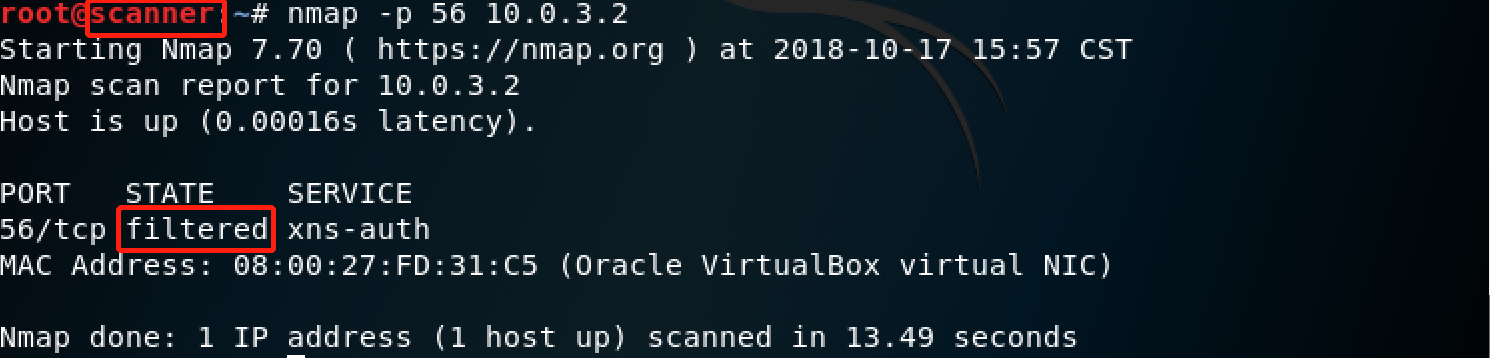 root@scanner:~# nmap -p 56 10.0.3.2
Starting Nmap 7.70 ( https://nmap.org ) at 2018-10-17 15:57 CST
Nmap scan report for 10.0.3.2
Host is up (0.00016s latency).
PORT   STATE    SERVICE
56/tcp filtered xns-auth
MAC Address: 08:00:27:FD:31:C5 (Oracle VirtualBox virtual NIC)
Nmap done: 1 IP address (1 host up) scanned in 13.49 seconds